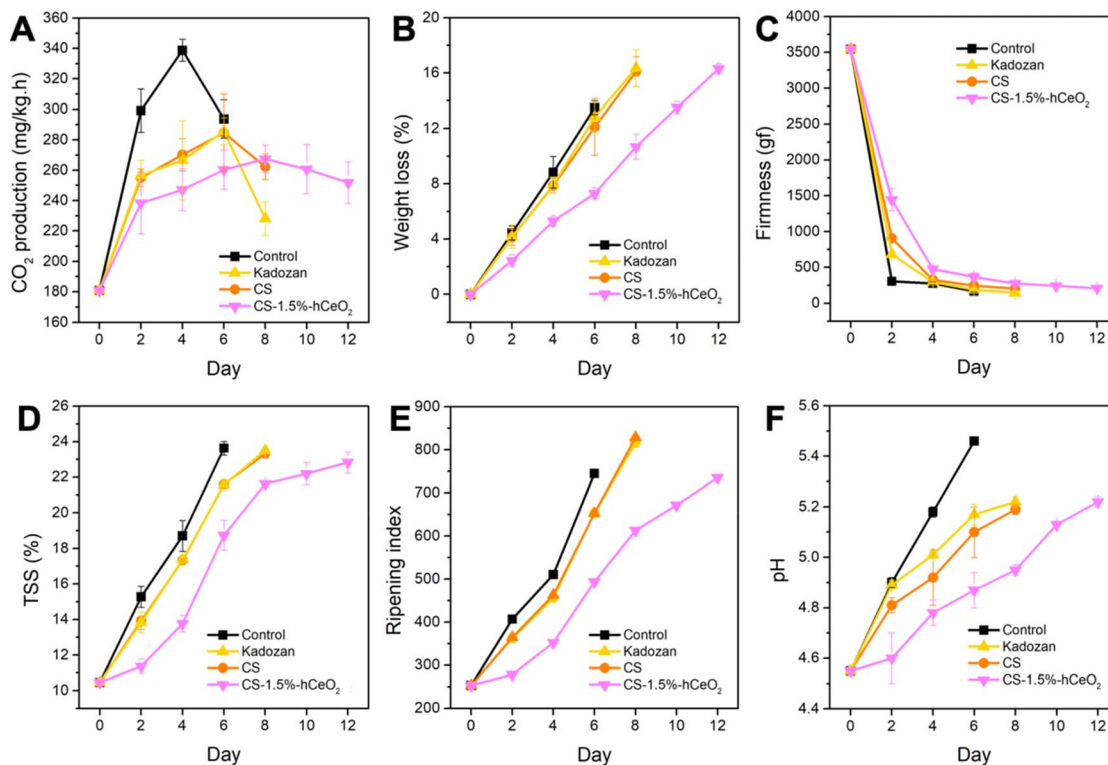 A
CO₂ production (mg/kg.h)
360
340
320
300
280
260
240
220
200
180
160
Control
Kadozan
CS
CS-1.5%-hCeO₂
0 2 4 6 8 10 12
Day
B
Weight loss (%)
20
16
12
8
4
0
Control
Kadozan
CS
CS-1.5%-hCeO₂
0 2 4 6 8 10 12
Day
C
Firmness (gf)
4000
3500
3000
2500
2000
1500
1000
500
0
Control
Kadozan
CS
CS-1.5%-hCeO₂
0 2 4 6 8 10 12
Day
D
TSS (%)
26
24
22
20
18
16
14
12
10
Control
Kadozan
CS
CS-1.5%-hCeO₂
0 2 4 6 8 10 12
Day
E
Ripening index
900
800
700
600
500
400
300
200
Control
Kadozan
CS
CS-1.5%-hCeO₂
0 2 4 6 8 10 12
Day
F
pH
5.6
5.4
5.2
5.0
4.8
4.6
4.4
Control
Kadozan
CS
CS-1.5%-hCeO₂
0 2 4 6 8 10 12
Day